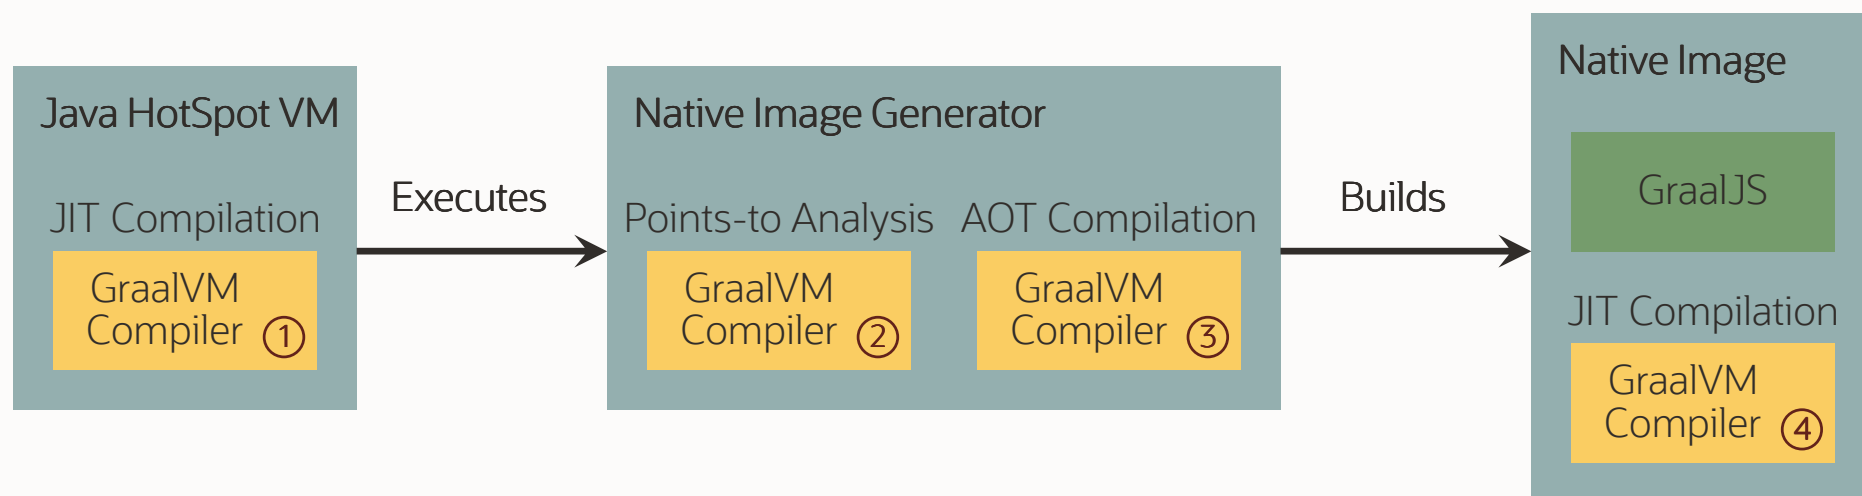 Java HotSpot VM
JIT Compilation
GraalVM
Compiler ①
Executes
Native Image Generator
Points-to Analysis
GraalVM
Compiler ②
AOT Compilation
GraalVM
Compiler ③
Builds
Native Image
GraalJS
JIT Compilation
GraalVM
Compiler ④